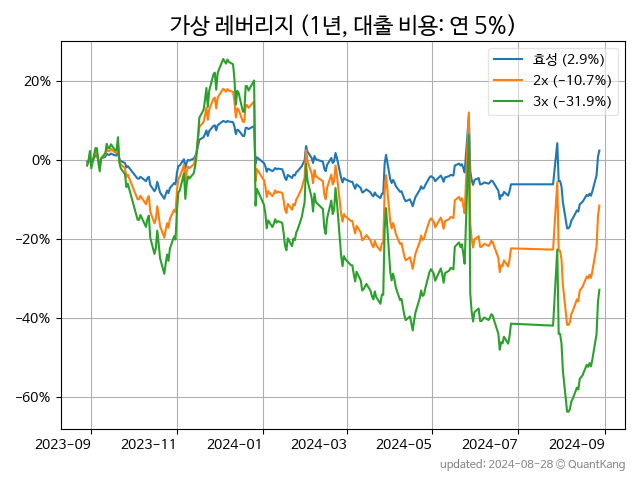 가상 레버리지 (1년, 대출 비용: 연 5%)
효성 (2.9%)
2x (−10.7%)
3x (−31.9%)
20%
0%
−20%
−40%
−60%
2023-09 2023-11 2024-01 2024-03 2024-05 2024-07 2024-09
updated: 2024-08-28 © QuantKang